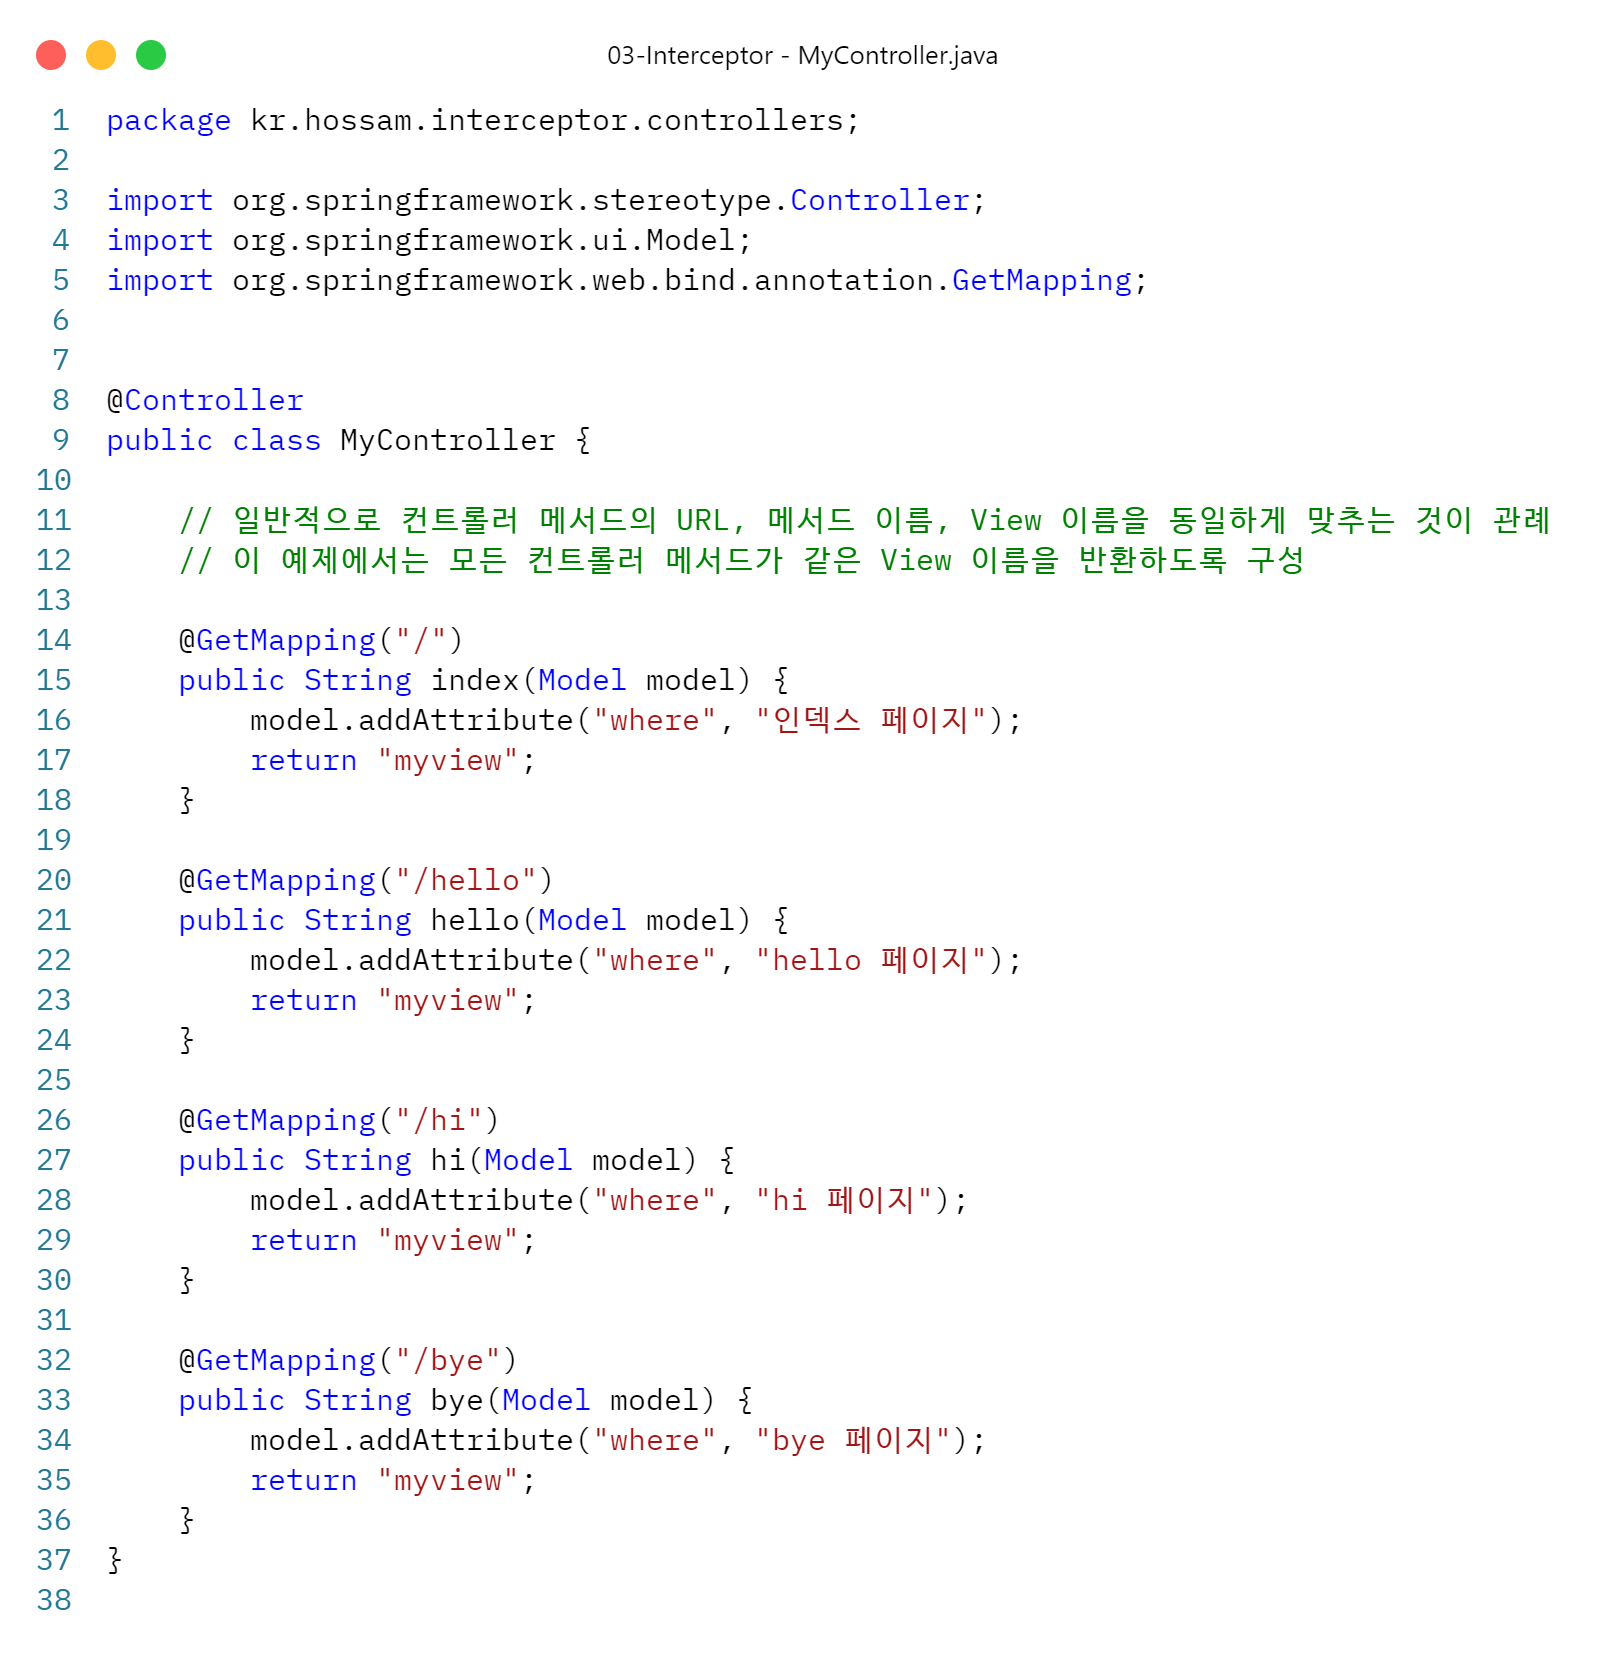 03-Interceptor - MyController.java
1 package kr.hossam.interceptor.controllers;
2
3 import org.springframework.stereotype.Controller;
4 import org.springframework.ui.Model;
5 import org.springframework.web.bind.annotation.GetMapping;
6
7
8 @Controller
9 public class MyController {
10
11     // 일반적으로 컨트롤러 메서드의 URL, 메서드 이름, View 이름을 동일하게 맞추는 것이 관례
12     // 이 예제에서는 모든 컨트롤러 메서드가 같은 View 이름을 반환하도록 구성
13
14     @GetMapping("/")
15     public String index(Model model) {
16         model.addAttribute("where", "인덱스 페이지");
17         return "myview";
18     }
19
20     @GetMapping("/hello")
21     public String hello(Model model) {
22         model.addAttribute("where", "hello 페이지");
23         return "myview";
24     }
25
26     @GetMapping("/hi")
27     public String hi(Model model) {
28         model.addAttribute("where", "hi 페이지");
29         return "myview";
30     }
31
32     @GetMapping("/bye")
33     public String bye(Model model) {
34         model.addAttribute("where", "bye 페이지");
35         return "myview";
36     }
37 }
38